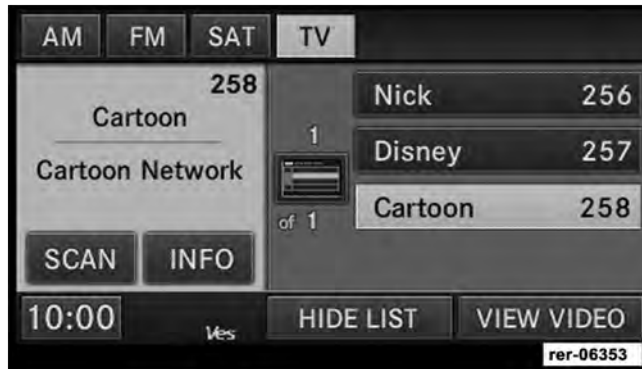 AM FM SAT TV
258
Cartoon
Cartoon Network
SCAN INFO
1
of 1
Nick 256
Disney 257
Cartoon 258
10:00 Ves HIDE LIST VIEW VIDEO
rer-06353